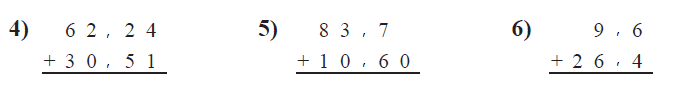 4) 62,24 5) 83,7 6) 9,6
+30,51 +10,60 +26,4